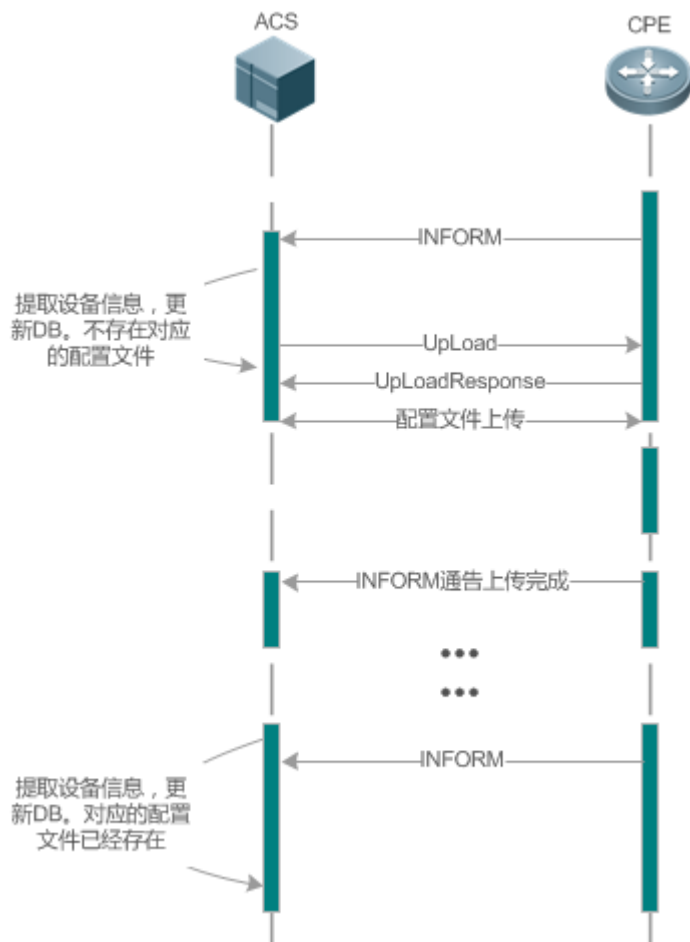 ACS
CPE
INFORM
提取设备信息，更
新DB。不存在对应
的配置文件
UpLoad
UpLoadResponse
配置文件上传
INFORM通告上传完成
INFORM
提取设备信息，更
新DB。对应的配置
文件已经存在